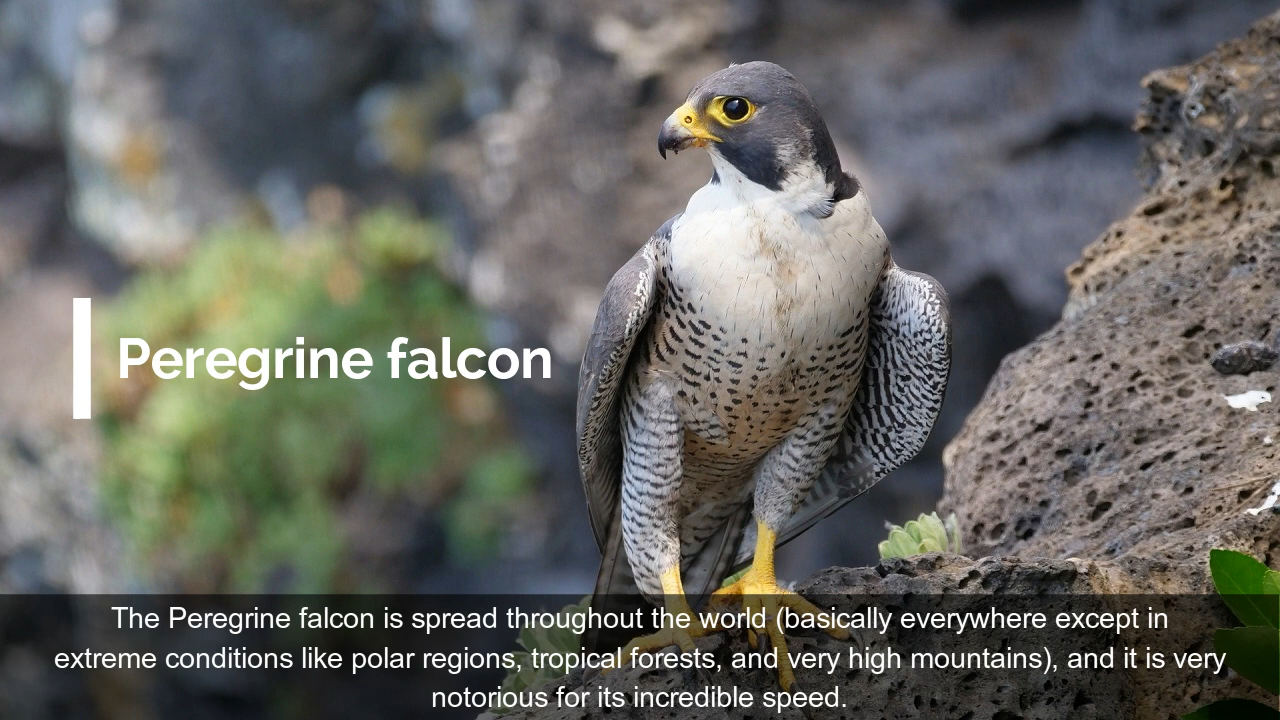 Peregrine falcon
The Peregrine falcon is spread throughout the world (basically everywhere except in
extreme conditions like polar regions, tropical forests, and very high mountains), and it is very
notorious for its incredible speed.